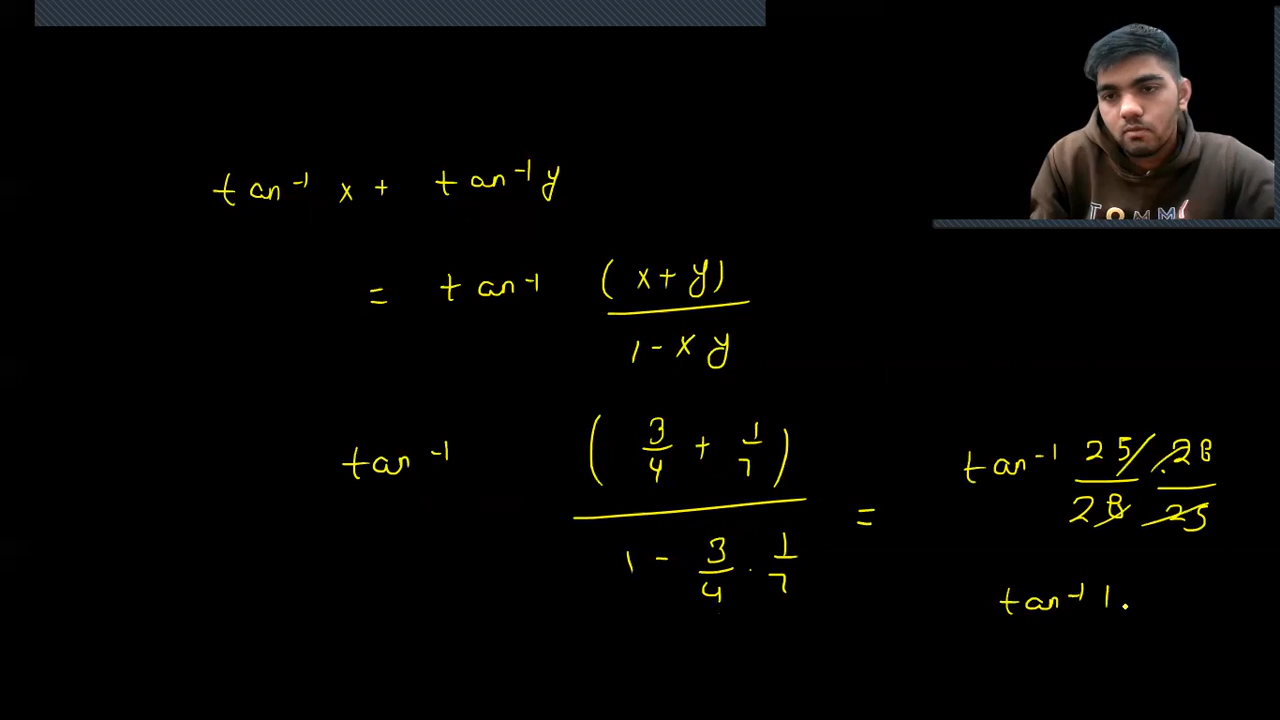 TOMM
tan⁻¹ x + tan⁻¹ y
= tan⁻¹ (x+y)
1-xy
tan⁻¹ (3/4 + 1/7) = tan⁻¹ 25/28 · 28/25
1 - 3/4 · 1/7
tan⁻¹ 1.